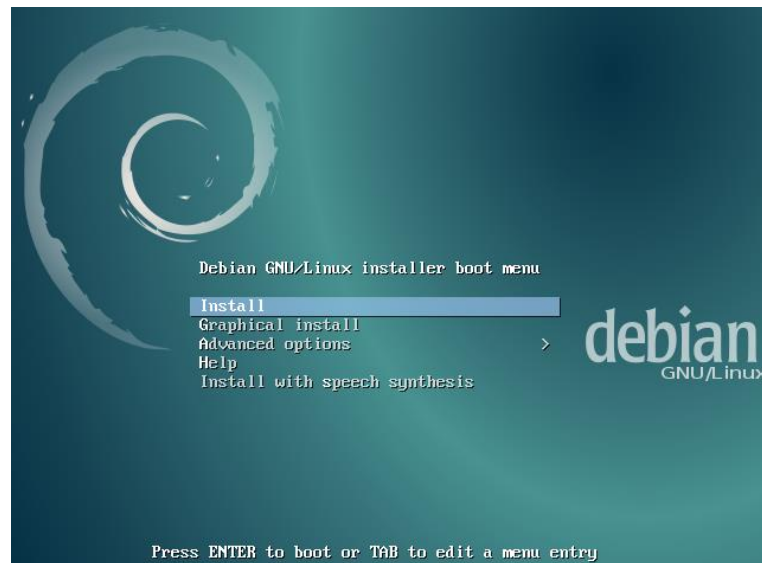 Debian GNU/Linux installer boot menu
Install
Graphical install
Advanced options >
Help
Install with speech synthesis
debian
GNU/Linux
Press ENTER to boot or TAB to edit a menu entry